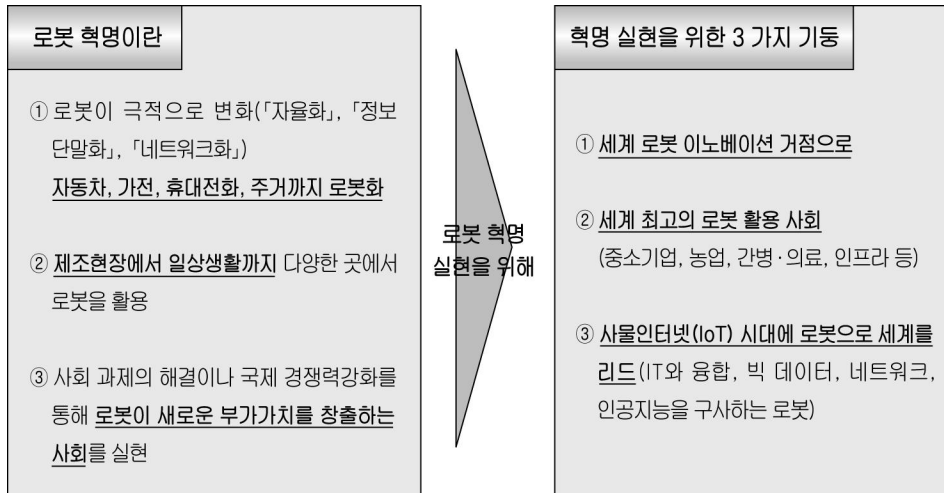 로봇 혁명이란
① 로봇이 극적으로 변화(｢자율화｣, ｢정보
단말화｣, ｢네트워크화｣)
자동차, 가전, 휴대전화, 주거까지 로봇화
② 제조현장에서 일상생활까지 다양한 곳에서
로봇을 활용
③ 사회 과제의 해결이나 국제 경쟁력강화를
통해 로봇이 새로운 부가가치를 창출하는
사회를 실현
로봇 혁명
실현을 위해
혁명 실현을 위한 3 가지 기둥
① 세계 로봇 이노베이션 거점으로
② 세계 최고의 로봇 활용 사회
(중소기업, 농업, 간병·의료, 인프라 등)
③ 사물인터넷(IoT) 시대에 로봇으로 세계를
리드(IT와 융합, 빅 데이터, 네트워크,
인공지능을 구사하는 로봇)